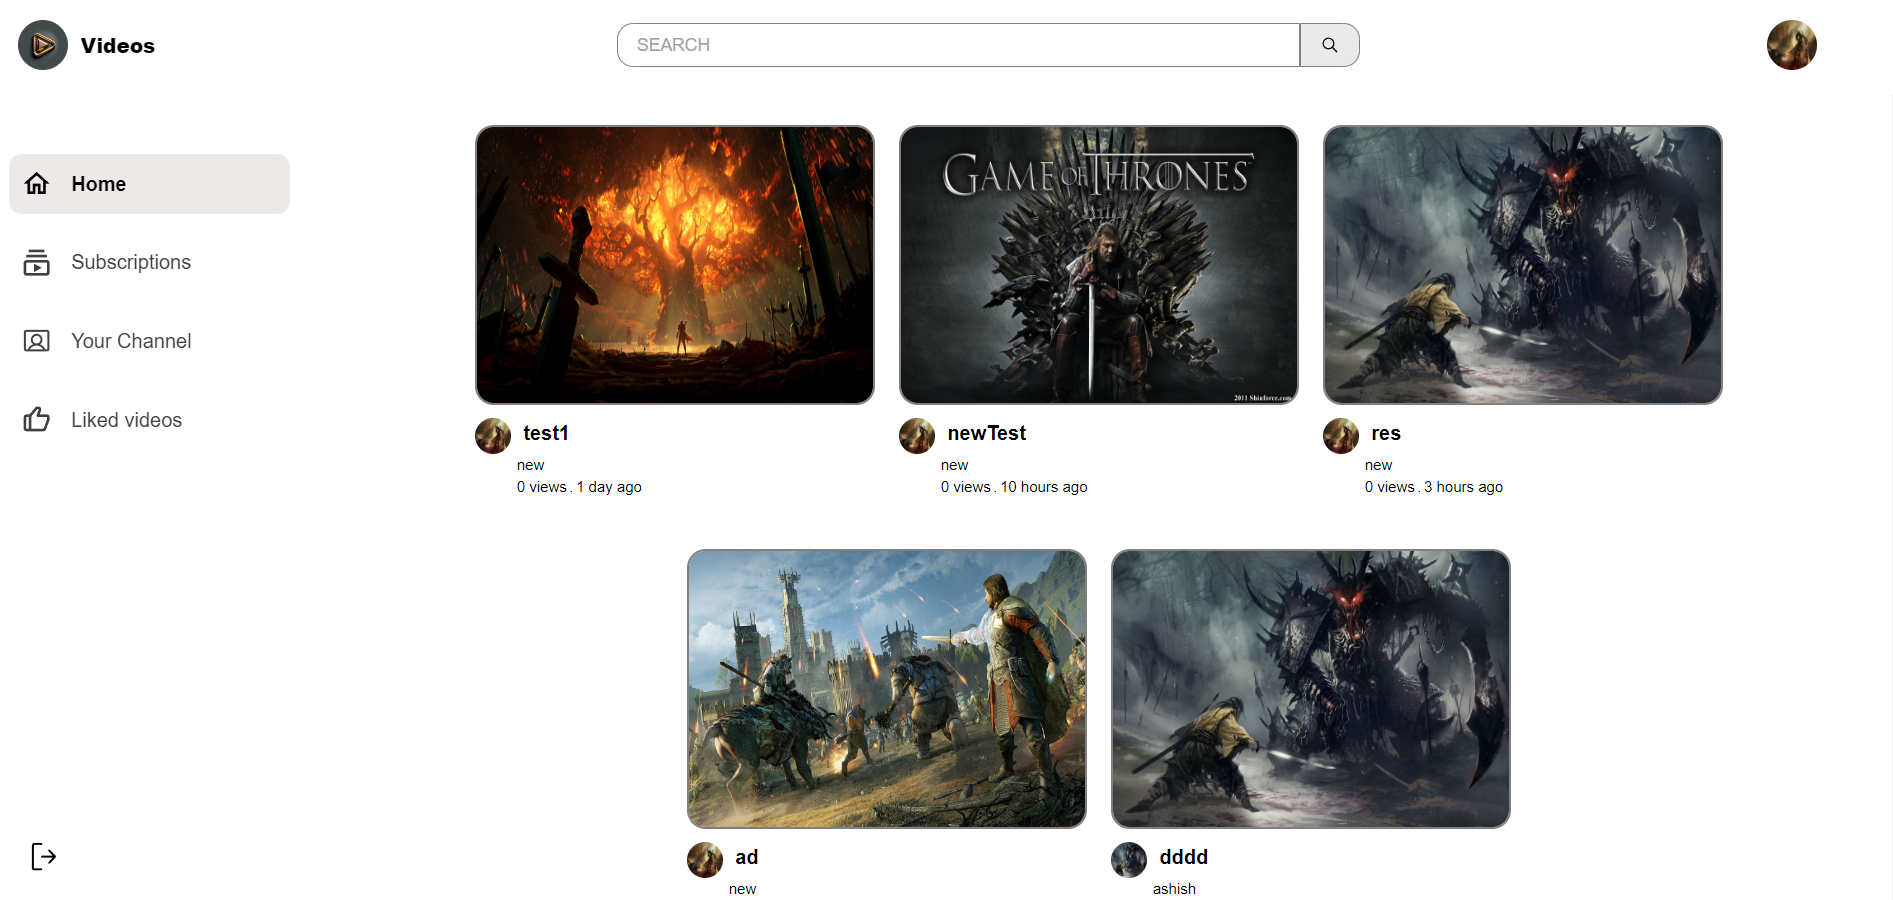 Videos
SEARCH
Home
Subscriptions
Your Channel
Liked videos
GAME OF THRONES
2011 Shinforce.com
test1
new
0 views . 1 day ago
newTest
new
0 views . 10 hours ago
res
new
0 views . 3 hours ago
ad
new
dddd
ashish